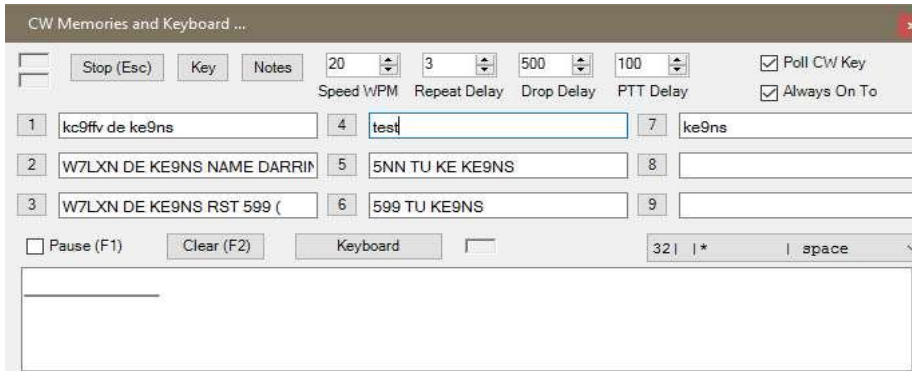 CW Memories and Keyboard ...
Stop (Esc) Key Notes 20 3 500 100 Poll CW Key
Speed WPM Repeat Delay Drop Delay PTT Delay Always On To
1 kc9ffv de ke9ns 4 test 7 ke9ns
2 W7LXN DE KE9NS NAME DARRIN 5 5NN TU KE KE9NS 8
3 W7LXN DE KE9NS RST 599 ( 6 599 TU KE9NS 9
Pause (F1) Clear (F2) Keyboard 32| |* | space